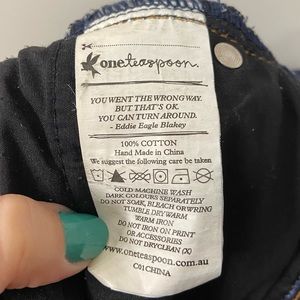 oneteaspoon.
YOU WENT THE WRONG WAY.
BUT THAT'S OK.
YOU CAN TURN AROUND.
- Eddie Eagle Blakey
100% COTTON
Hand Made in China
We suggest the following care be taken
COLD MACHINE WASH
DARK COLOURS SEPARATELY
DO NOT SOAK, BLEACH OR WRING
TUMBLE DRY WARM
WARM IRON
DO NOT IRON ON PRINT
OR ACCESSORIES
DO NOT DRYCLEAN (X)
www.oneteaspoon.com.au
C01CHINA